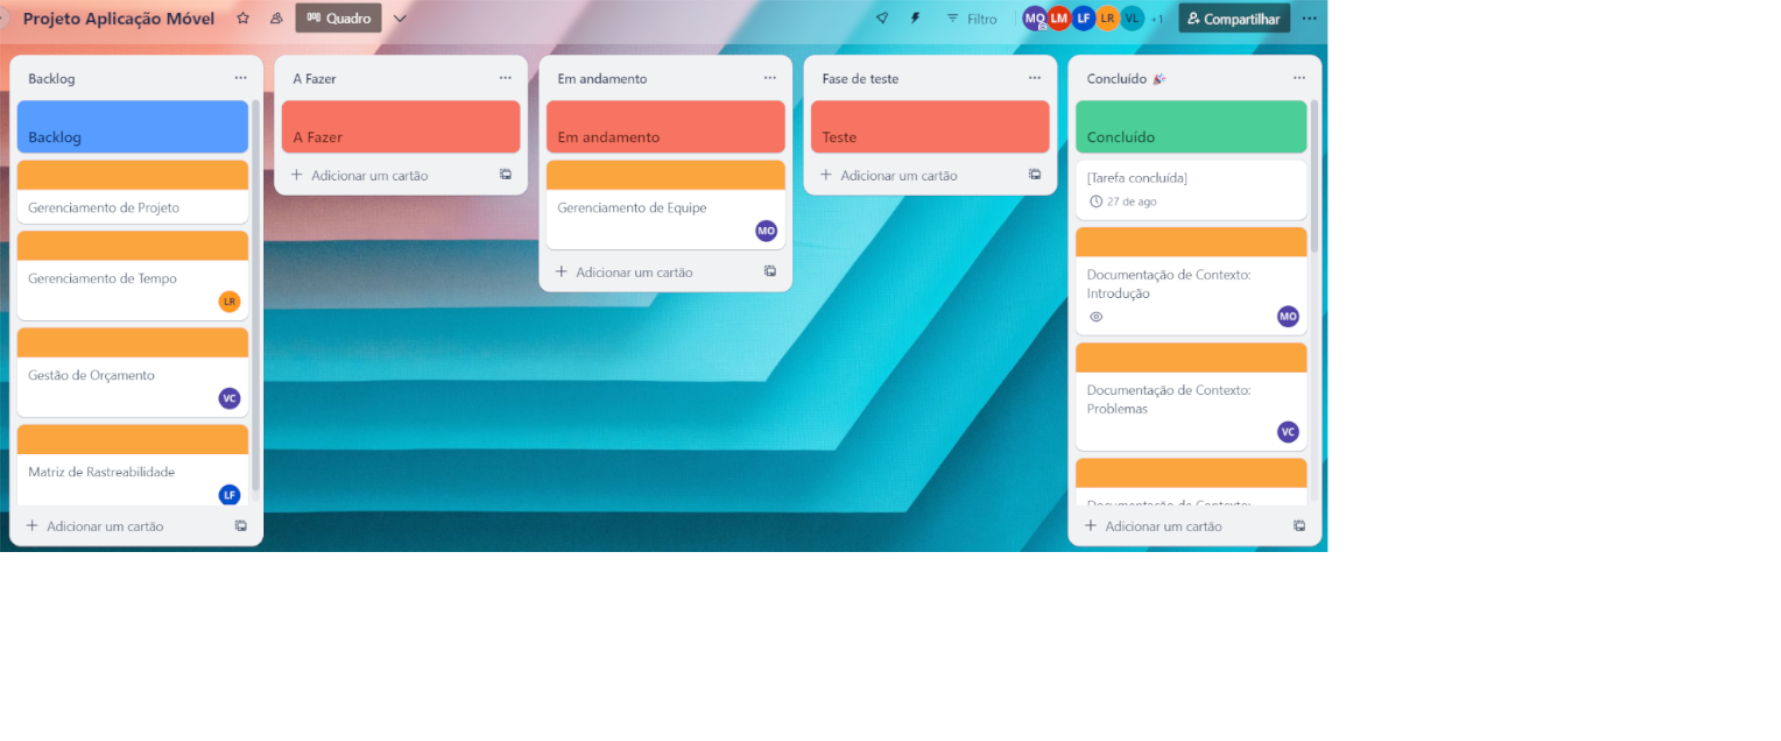 Projeto Aplicação Móvel
Quadro
Filtro
MO
LM
LF
LR
VL
+1
Compartilhar
Backlog
Backlog
Gerenciamento de Projeto
Gerenciamento de Tempo
LR
Gestão de Orçamento
VC
Matriz de Rastreabilidade
LF
+ Adicionar um cartão
A Fazer
A Fazer
+ Adicionar um cartão
Em andamento
Em andamento
Gerenciamento de Equipe
MO
+ Adicionar um cartão
Fase de teste
Teste
+ Adicionar um cartão
Concluído 🎉
Concluído
[Tarefa concluída]
27 de ago
Documentação de Contexto:
Introdução
MO
Documentação de Contexto:
Problemas
VC
Documentação de Contexto:
+ Adicionar um cartão